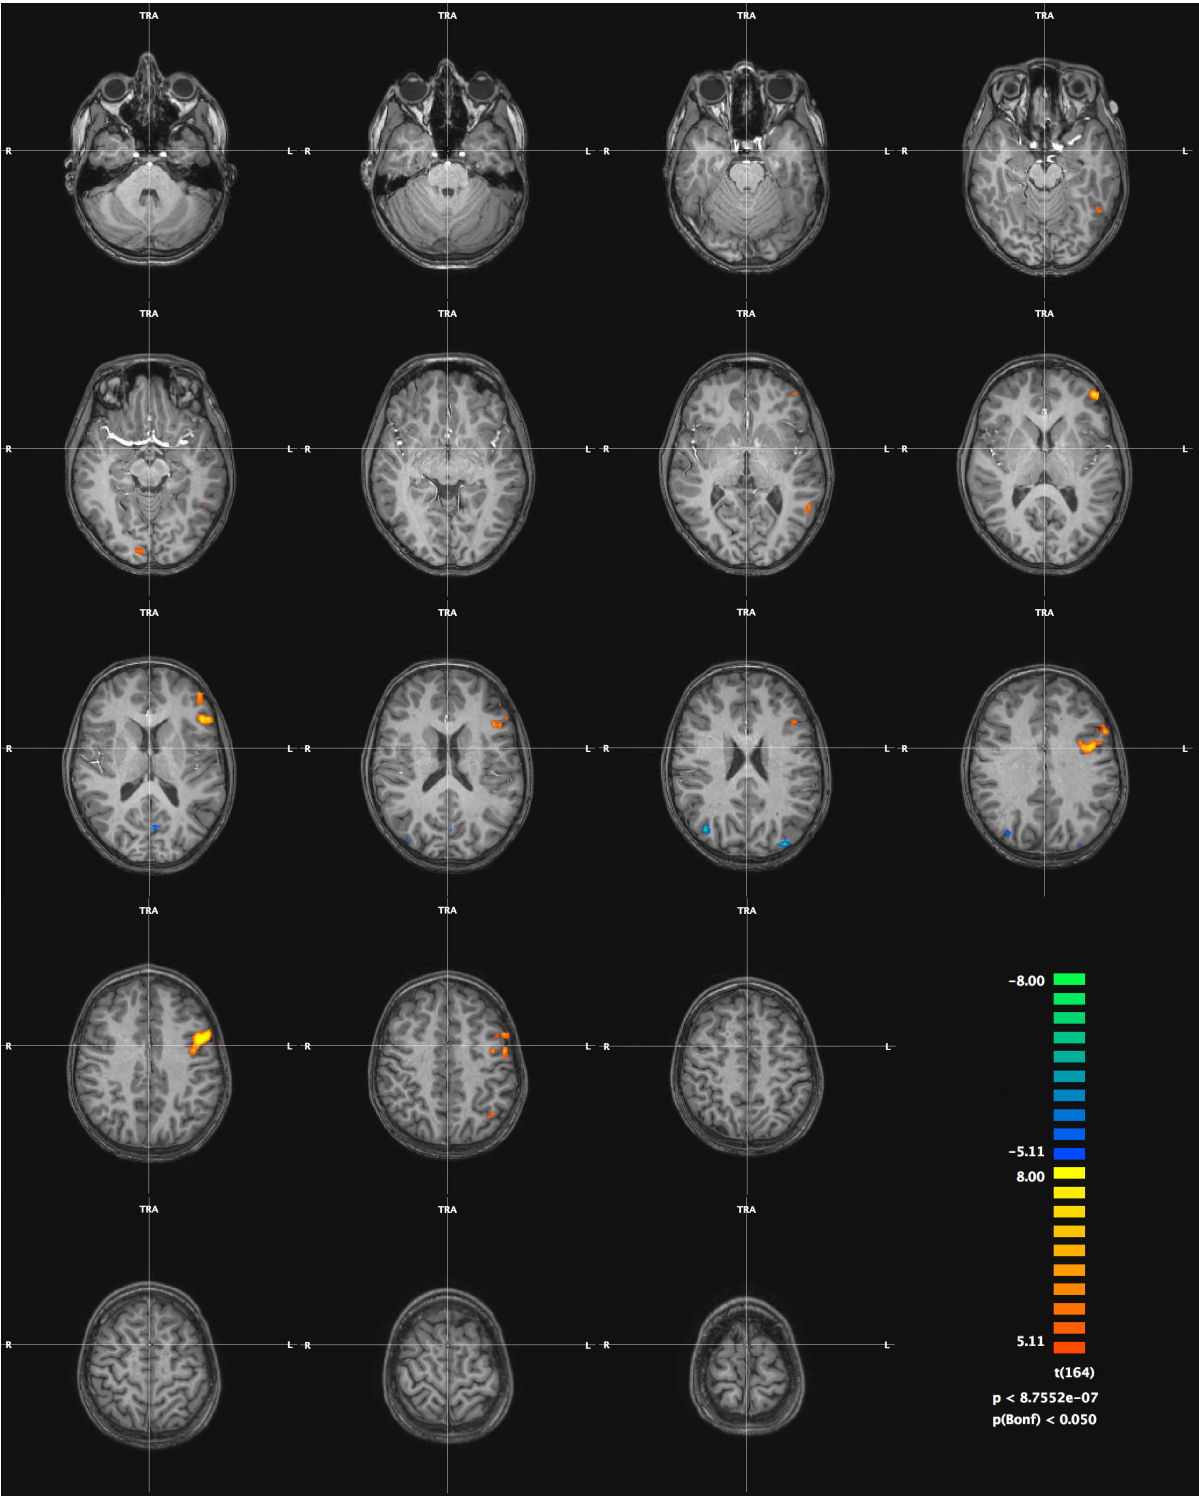 TRA TRA TRA TRA
R L R L R L R L
TRA TRA TRA TRA
R L R L R L R L
TRA TRA TRA TRA
R L R L R L R L
TRA TRA TRA
R L R L R L
−8.00
−5.11
8.00
TRA TRA TRA
R L R L R L
5.11
t(164)
p < 8.7552e−07
p(Bonf) < 0.050